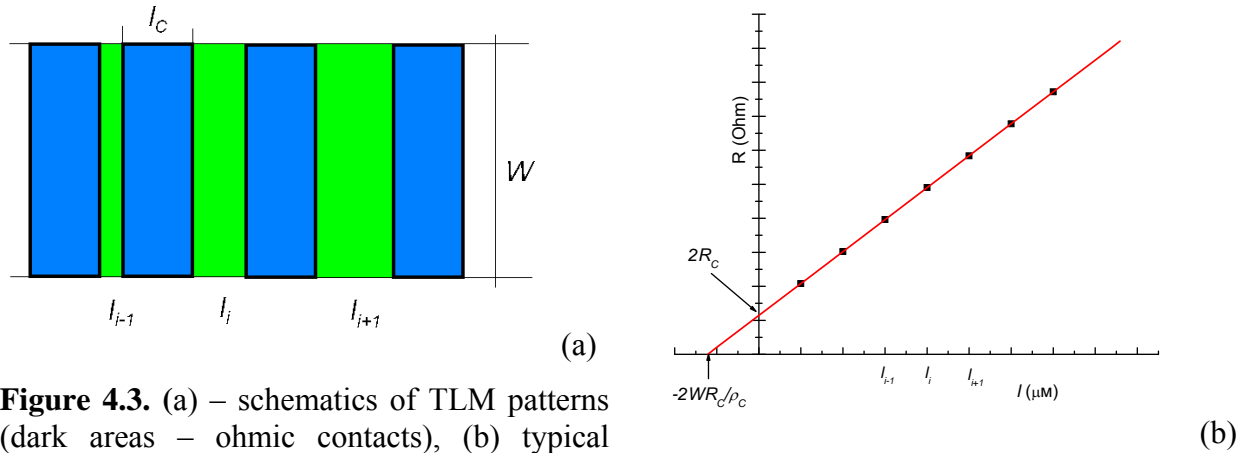 l_C
W
l_{i-1}
l_i
l_{i+1}
(a)
Figure 4.3. (a) – schematics of TLM patterns
(dark areas – ohmic contacts), (b) typical
R (Ohm)
2R_C
l_{i-1}
l_i
l_{i+1}
l (µм)
-2WR_C/ρ_C
(b)